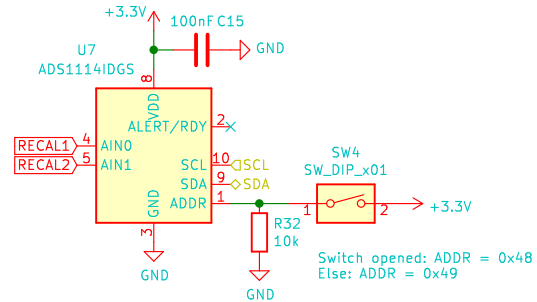 +3.3V
100nF C15
GND
U7
ADS1114IDGS
8
VDD
ALERT/RDY 2
RECAL1 4 AIN0
RECAL2 5 AIN1
SCL 10 SCL
SDA 9 SDA
ADDR 1
GND
3
GND
SW4
SW_DIP_x01
1 2
+3.3V
R32
10k
GND
Switch opened: ADDR = 0x48
Else: ADDR = 0x49